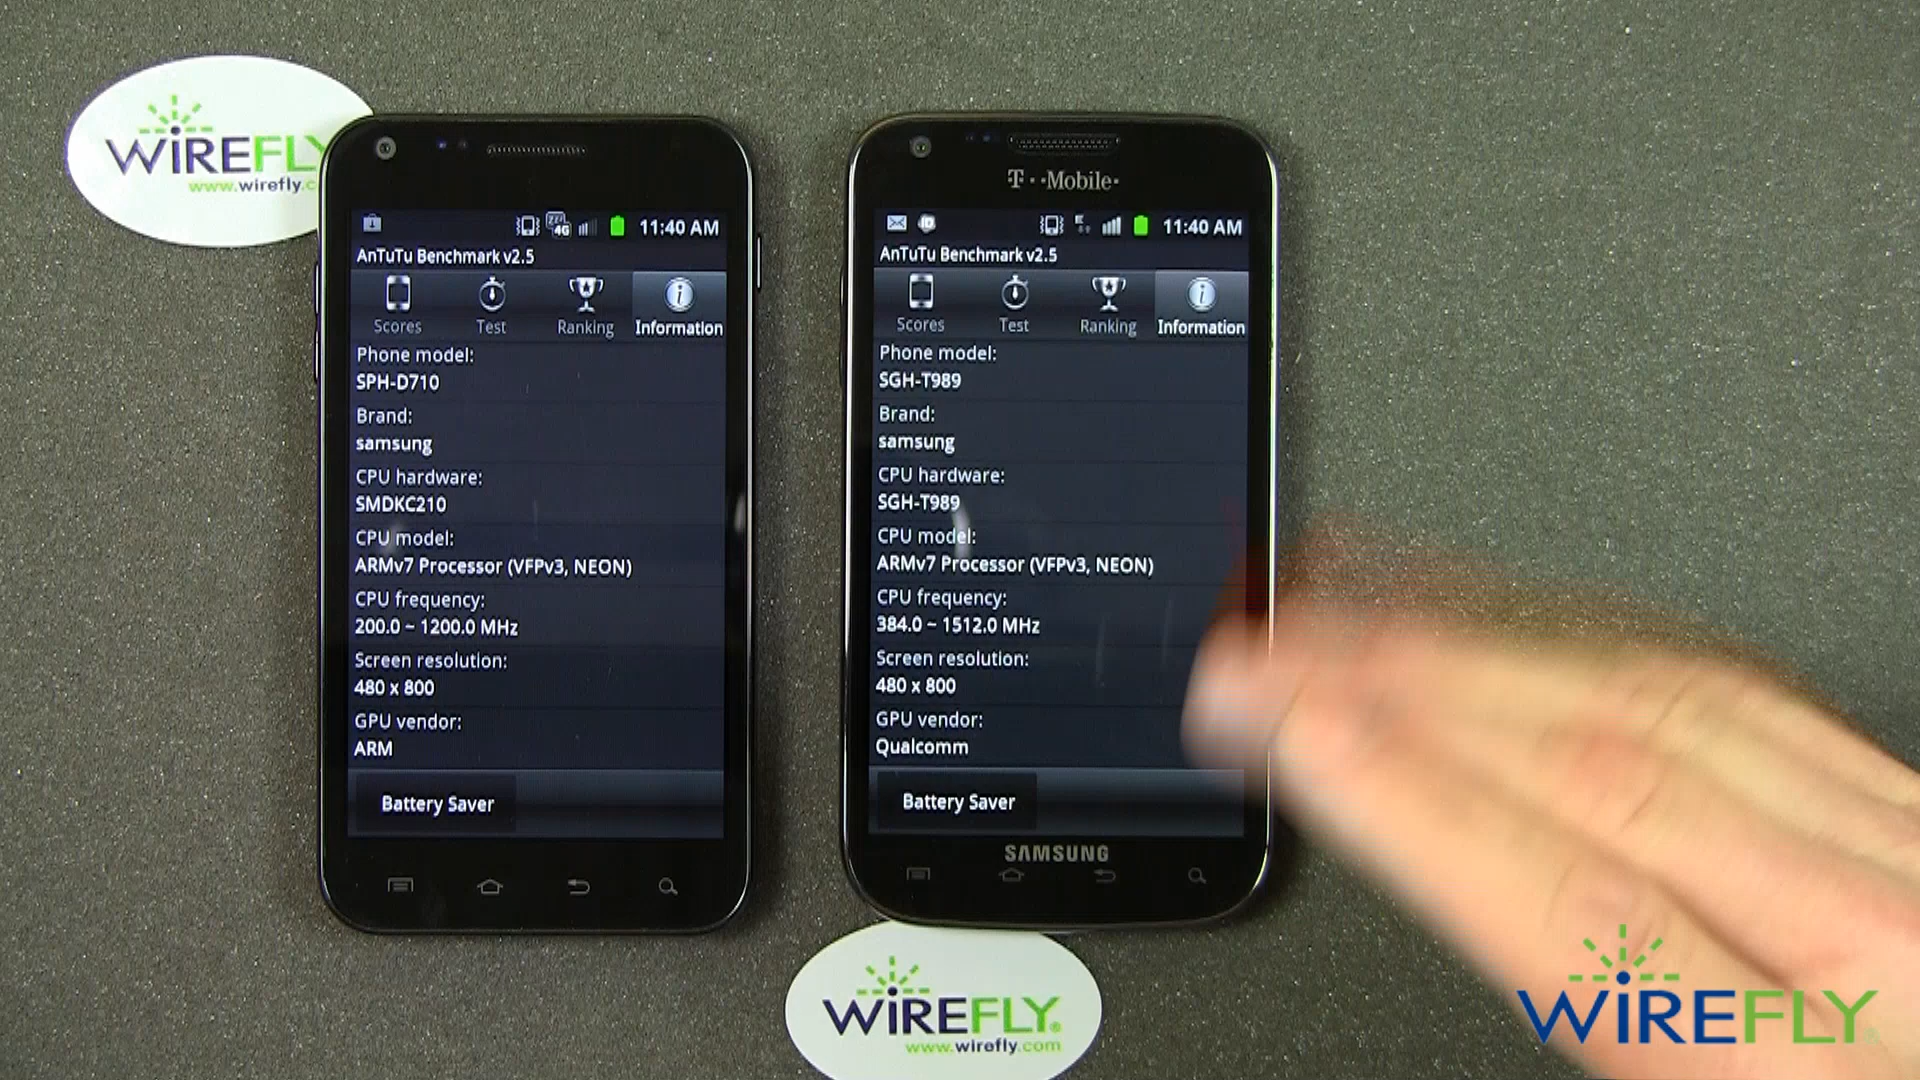 WIREFLY
www.wirefly.c
4G
11:40 AM
AnTuTu Benchmark v2.5
Scores
Test
Ranking
Information
Phone model:
SPH-D710
Brand:
samsung
CPU hardware:
SMDKC210
CPU model:
ARMv7 Processor (VFPv3, NEON)
CPU frequency:
200.0 ~ 1200.0 MHz
Screen resolution:
480 x 800
GPU vendor:
ARM
Battery Saver
T··Mobile·
11:40 AM
AnTuTu Benchmark v2.5
Scores
Test
Ranking
Information
Phone model:
SGH-T989
Brand:
samsung
CPU hardware:
SGH-T989
CPU model:
ARMv7 Processor (VFPv3, NEON)
CPU frequency:
384.0 ~ 1512.0 MHz
Screen resolution:
480 x 800
GPU vendor:
Qualcomm
Battery Saver
SAMSUNG
WIREFLY®
www.wirefly.com
WIREFLY